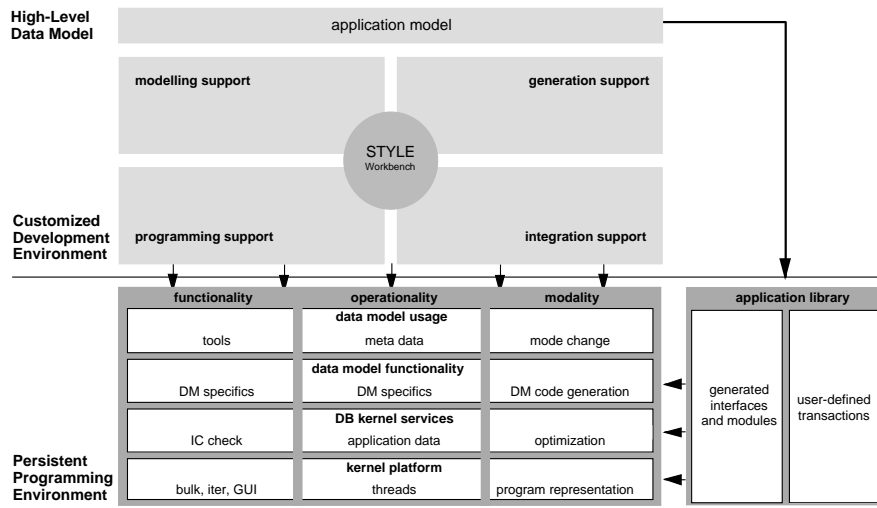 High-Level
Data Model
application model
modelling support
generation support
STYLE
Workbench
Customized
Development
Environment
programming support
integration support
functionality
operationality
modality
application library
data model usage
tools
meta data
mode change
data model functionality
DM specifics
DM specifics
DM code generation
DB kernel services
IC check
application data
optimization
kernel platform
bulk, iter, GUI
threads
program representation
generated
interfaces
and modules
user-defined
transactions
Persistent
Programming
Environment